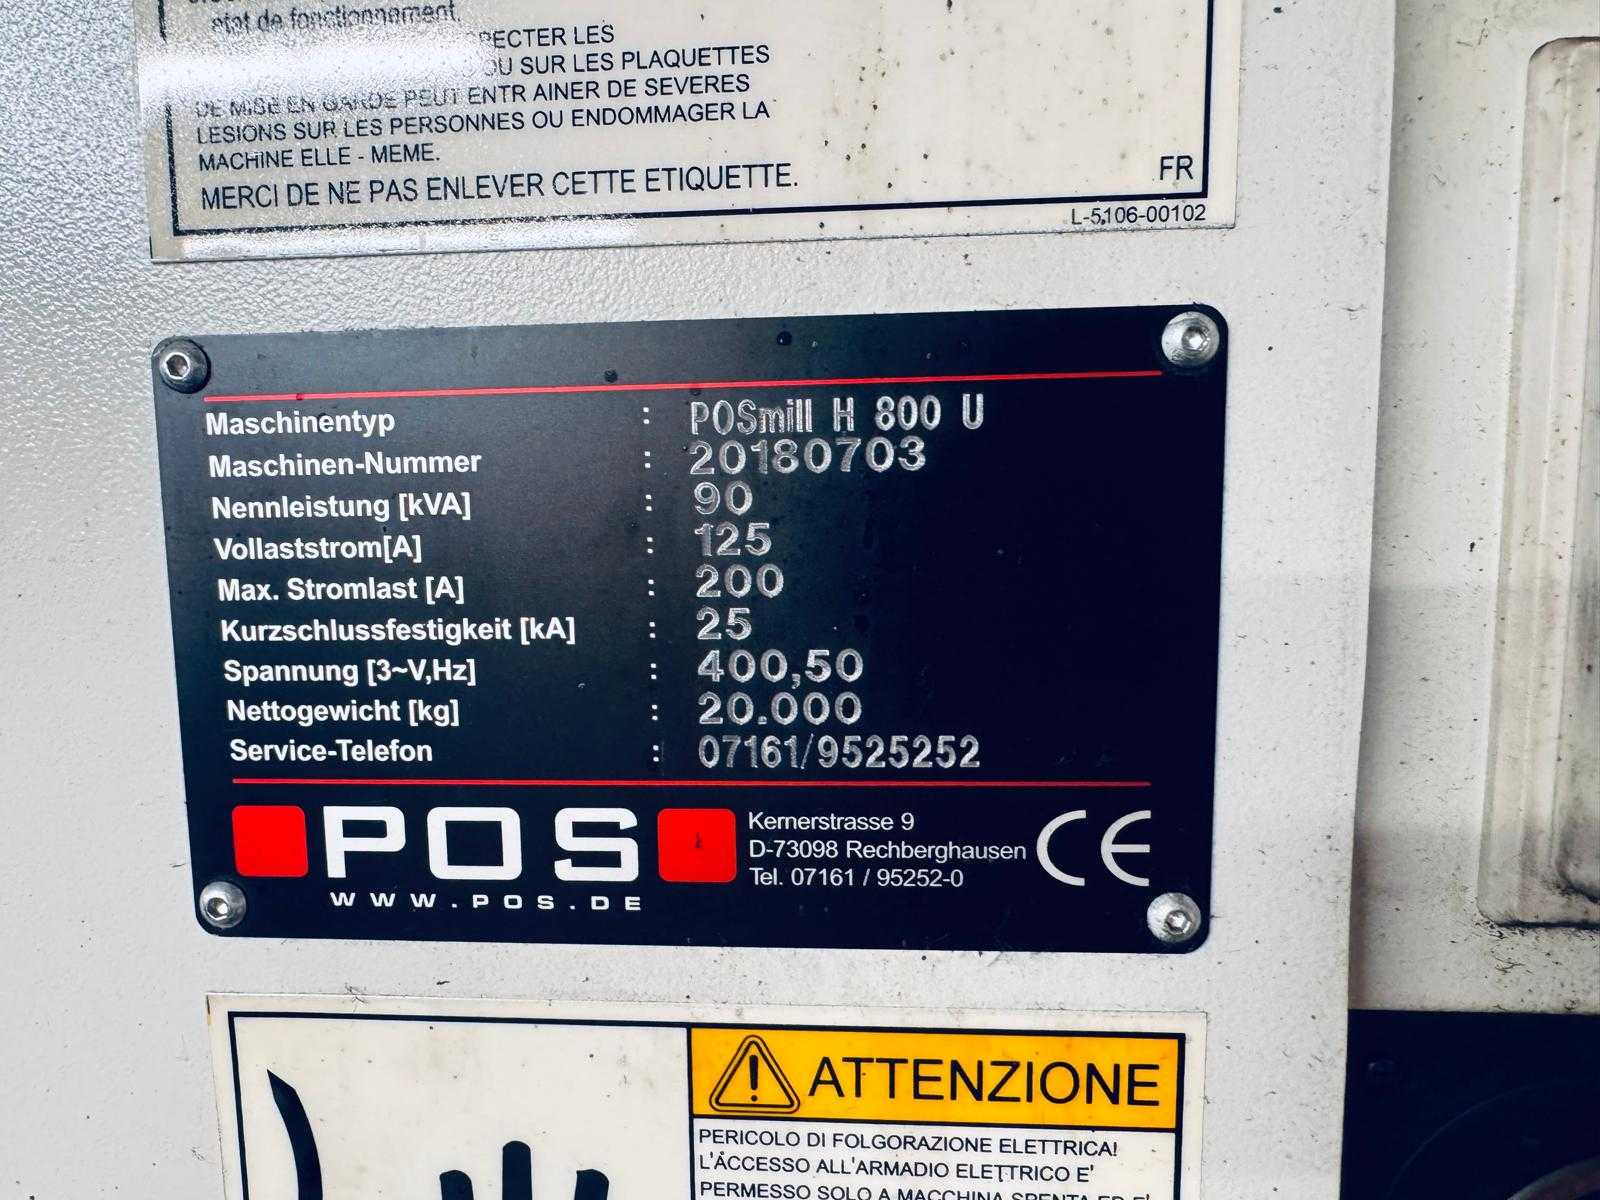 etat de fonctionnement.
LES
OU SUR LES PLAQUETTES
DE MISE EN GARDE PEUT ENTR AINER DE SEVERES
LESIONS SUR LES PERSONNES OU ENDOMMAGER LA
MACHINE ELLE - MEME.
MERCI DE NE PAS ENLEVER CETTE ETIQUETTE.
FR
L-5106-00102
Maschinentyp : POSmill H 800 U
Maschinen-Nummer : 20180703
Nennleistung [kVA] : 90
Vollaststrom[A] : 125
Max. Stromlast [A] : 200
Kurzschlussfestigkeit [kA] : 25
Spannung [3~V,Hz] : 400,50
Nettogewicht [kg] : 20.000
Service-Telefon : 07161/9525252
POS
WWW.POS.DE
Kernerstrasse 9
D-73098 Rechberghausen
Tel. 07161 / 95252-0
CE
ATTENZIONE
PERICOLO DI FOLGORAZIONE ELETTRICA!
L'ACCESSO ALL'ARMADIO ELETTRICO E'
PERMESSO SOLO A MACCHINA SPENTA ED E'